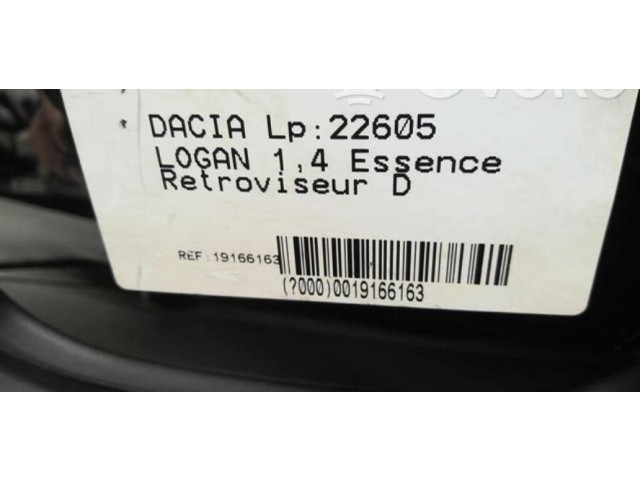 DACIA Lp:22605
LOGAN 1,4 Essence
Retroviseur D
REF:19166163
(?000)0019166163